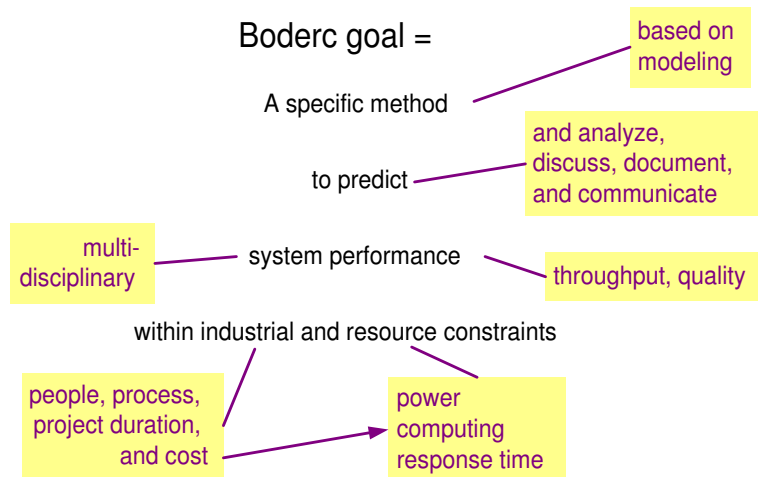 Boderc goal =
based on
modeling
A specific method
and analyze,
discuss, document,
and communicate
to predict
multi-
disciplinary
system performance
throughput, quality
within industrial and resource constraints
people, process,
project duration,
and cost
power
computing
response time